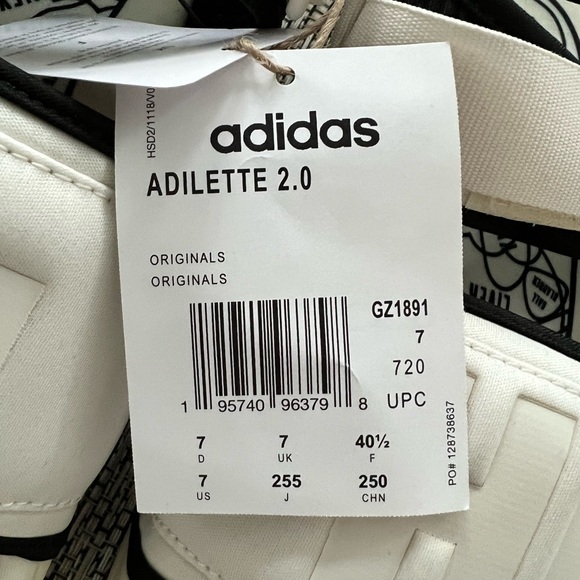 HSD2/1118/V0
adidas
ADILETTE 2.0
ORIGINALS
ORIGINALS
GZ1891
7
720
UPC
1 95740 96379 8
7 7 40½
D UK F
7 255 250
US J CHN
PO# 128738637